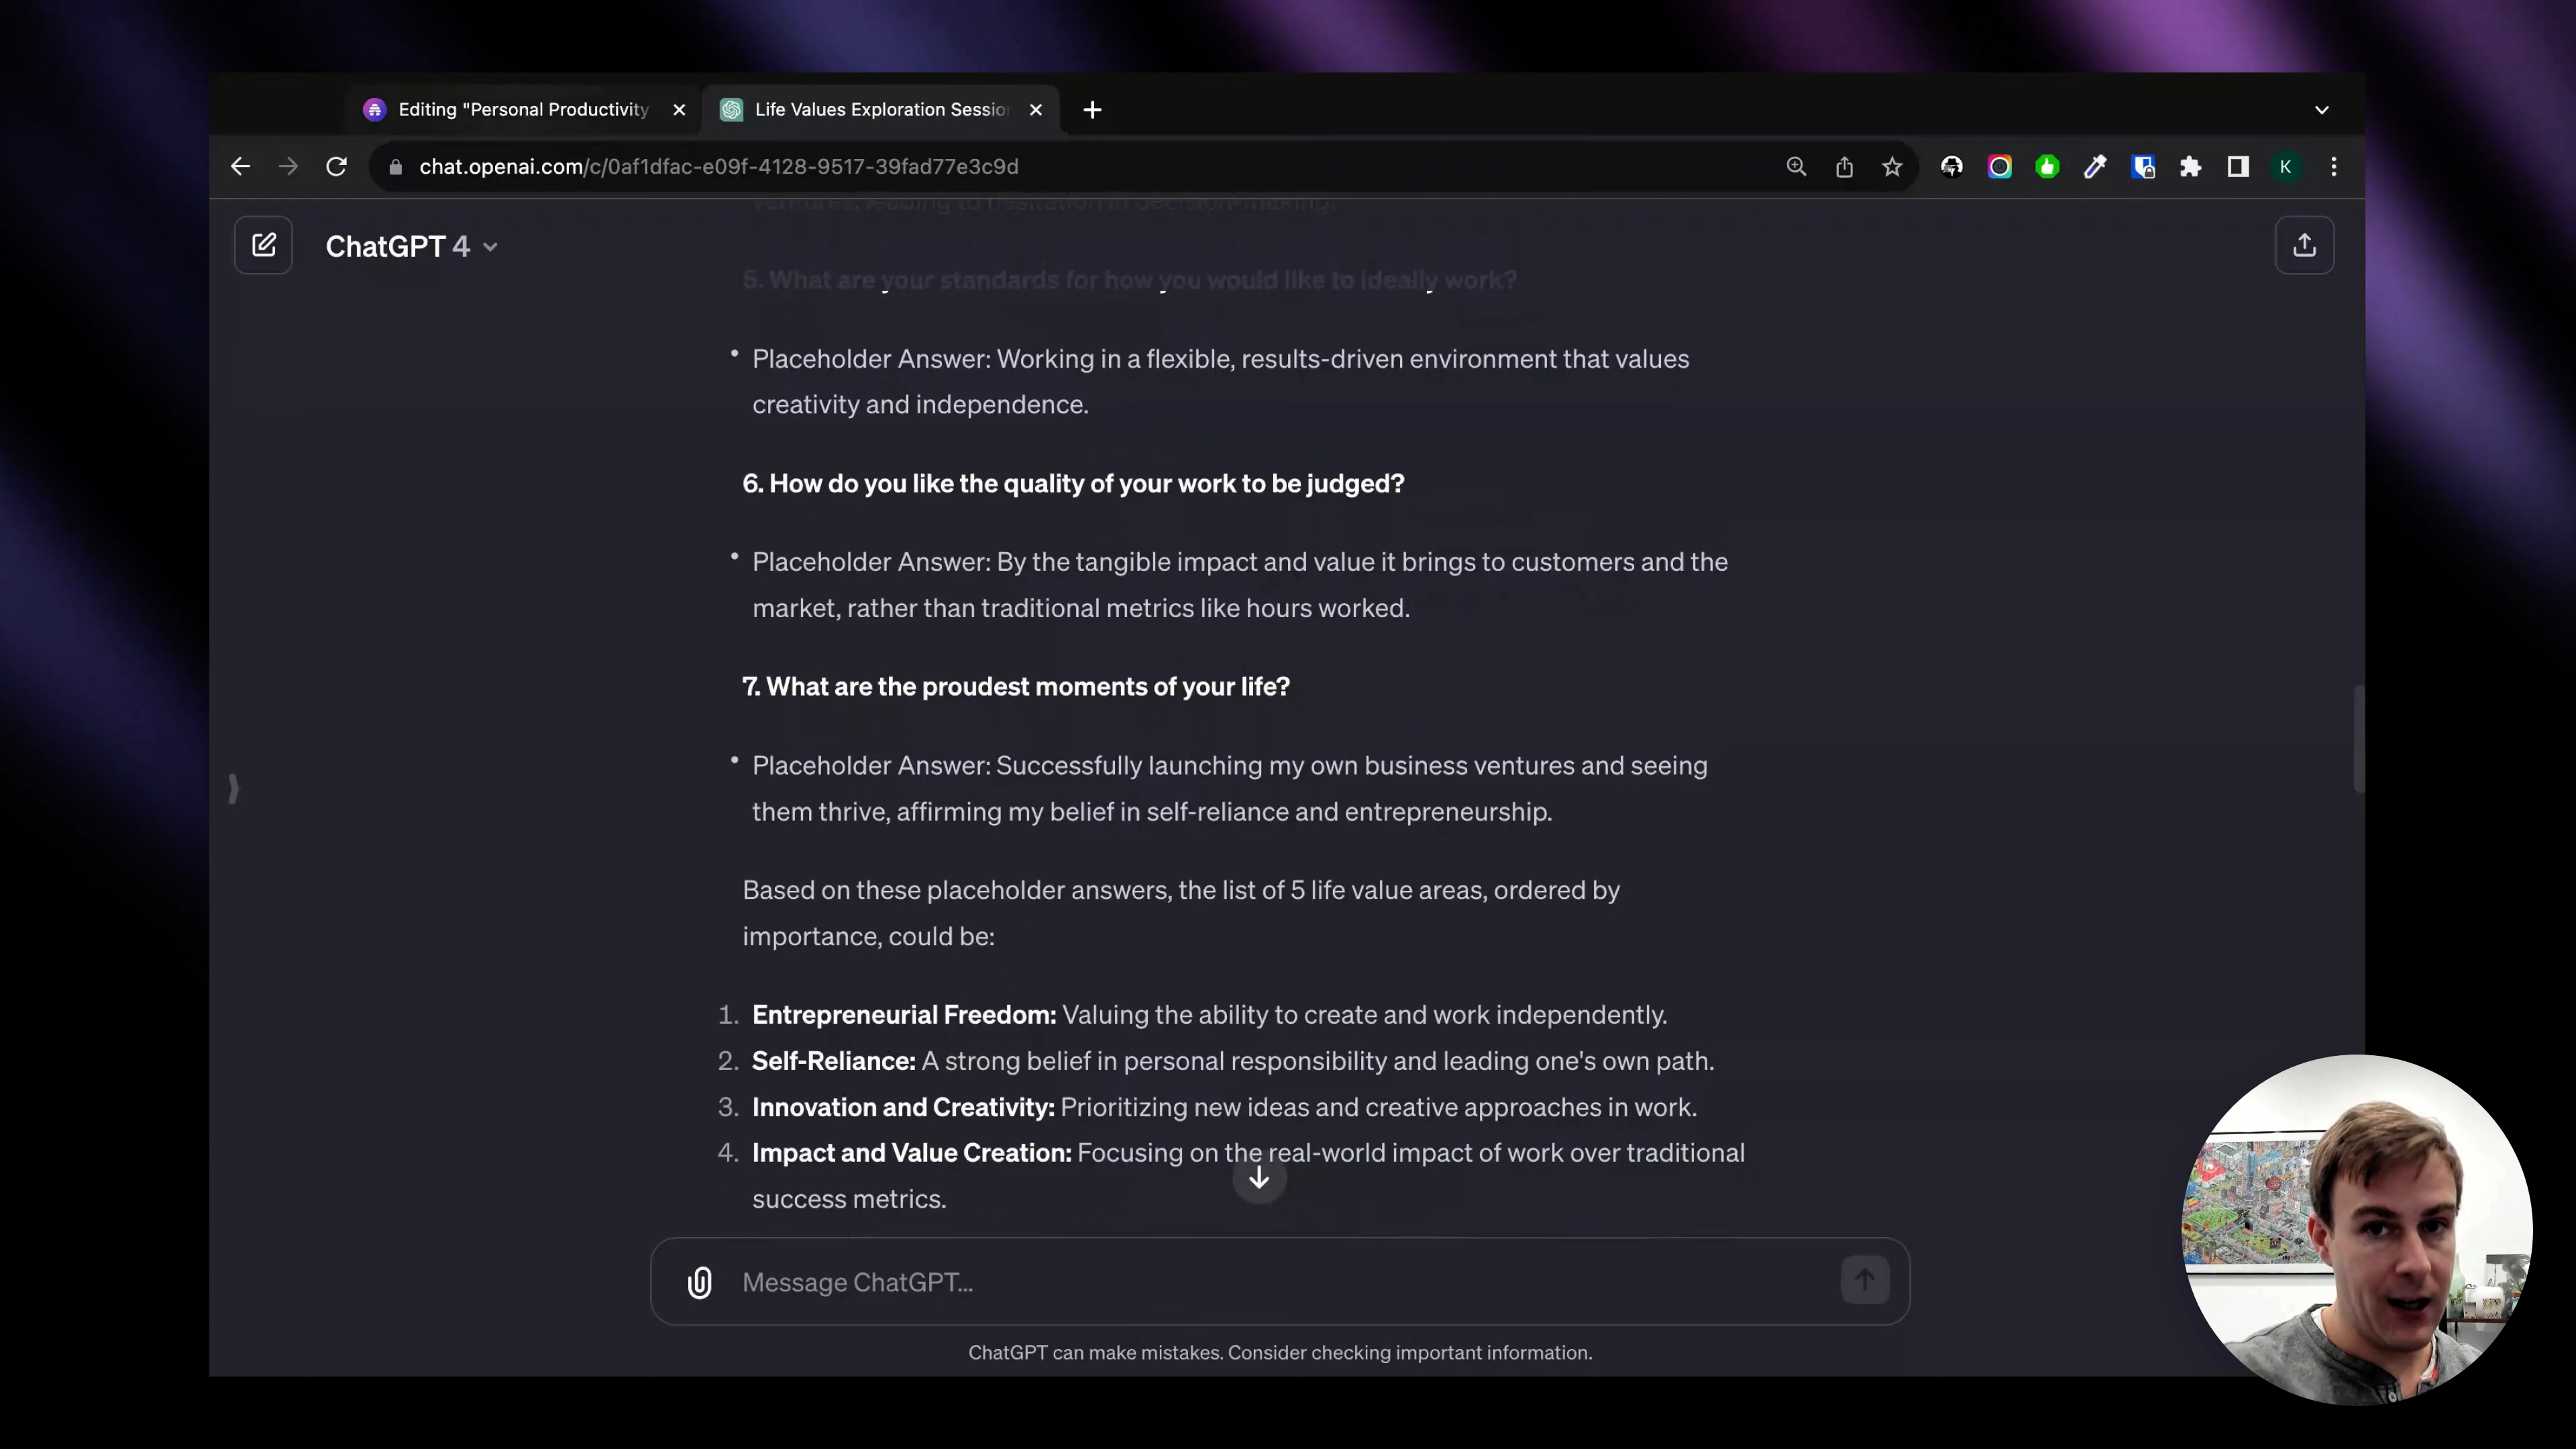 Editing "Personal Productivity
Life Values Exploration Sessio
chat.openai.com/c/0af1dfac-e09f-4128-9517-39fad77e3c9d
K
ventures, leading to hesitation in decision-making.
ChatGPT 4
5. What are your standards for how you would like to ideally work?
• Placeholder Answer: Working in a flexible, results-driven environment that values
creativity and independence.
6. How do you like the quality of your work to be judged?
• Placeholder Answer: By the tangible impact and value it brings to customers and the
market, rather than traditional metrics like hours worked.
7. What are the proudest moments of your life?
• Placeholder Answer: Successfully launching my own business ventures and seeing
them thrive, affirming my belief in self-reliance and entrepreneurship.
Based on these placeholder answers, the list of 5 life value areas, ordered by
importance, could be:
1. Entrepreneurial Freedom: Valuing the ability to create and work independently.
2. Self-Reliance: A strong belief in personal responsibility and leading one's own path.
3. Innovation and Creativity: Prioritizing new ideas and creative approaches in work.
4. Impact and Value Creation: Focusing on the real-world impact of work over traditional
success metrics.
Message ChatGPT...
ChatGPT can make mistakes. Consider checking important information.